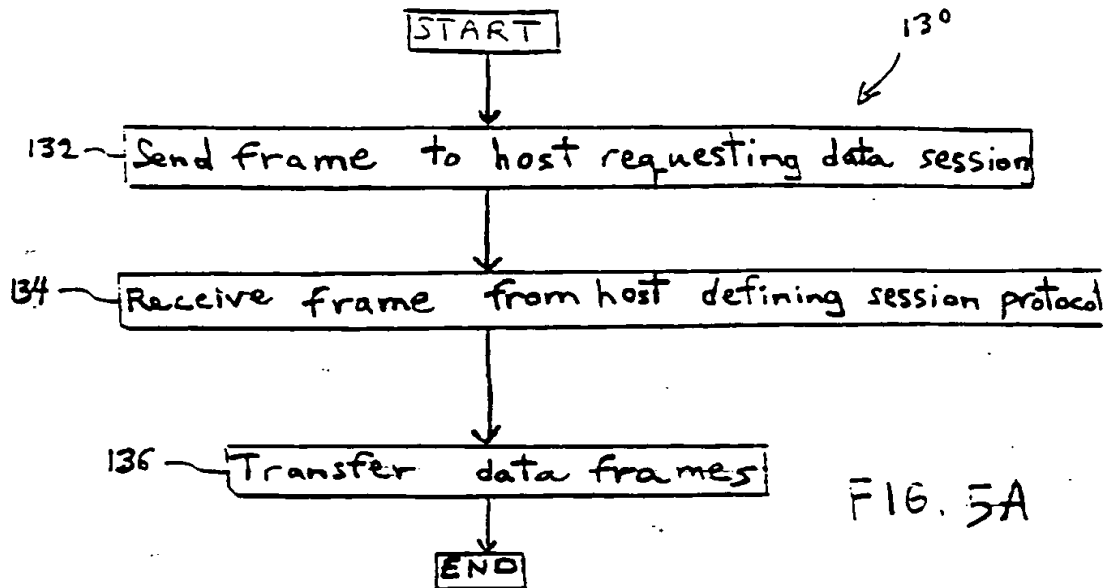 START
130
132 Send frame to host requesting data session
134 Receive frame from host defining session protocol
136 Transfer data frames
FIG. 5A
END